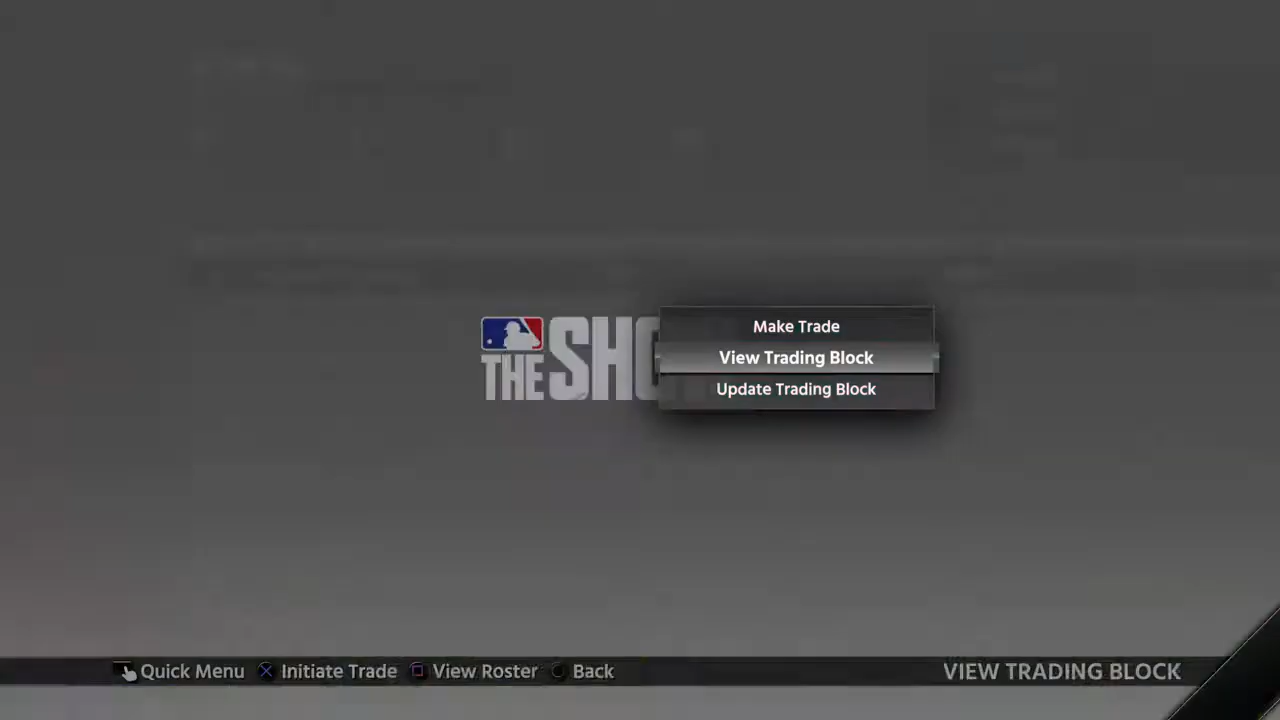 Make Trade
THE SHO
View Trading Block
Update Trading Block
Quick Menu Initiate Trade View Roster Back
VIEW TRADING BLOCK